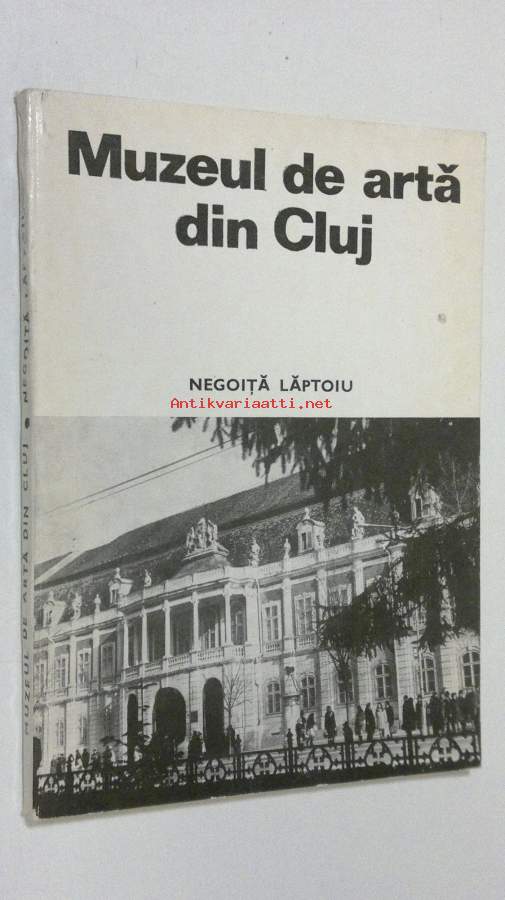 Muzeul de artă
din Cluj
NEGOIȚĂ LĂPTOIU
Antikvariaatti.net
MUZEUL DE ARTĂ DIN CLUJ ● NEGOIȚĂ LĂPTOIU